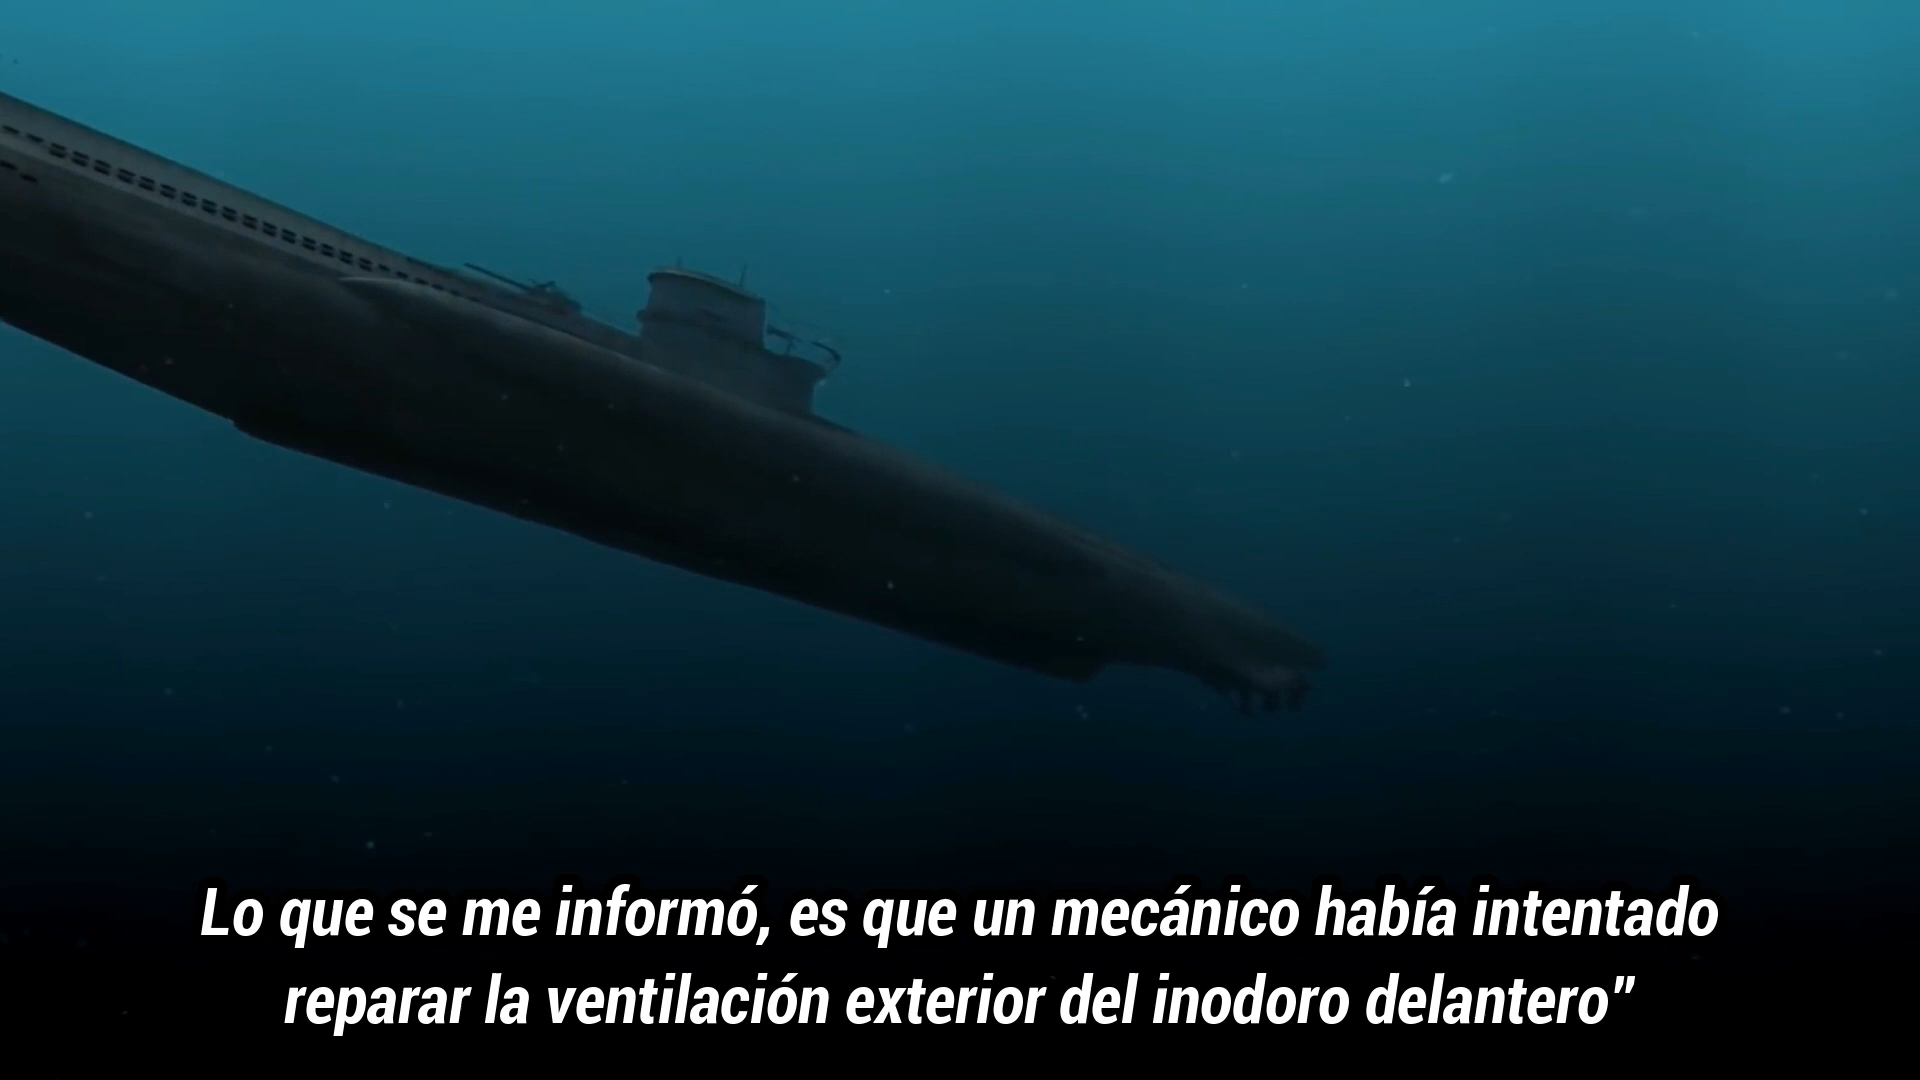 Lo que se me informó, es que un mecánico había intentado
reparar la ventilación exterior del inodoro delantero”